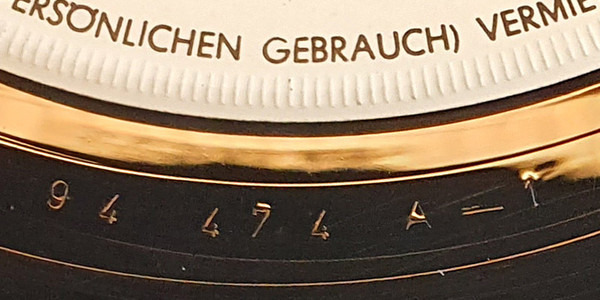 ERSÖNLICHEN GEBRAUCH) VERMIE
94 474 A-1